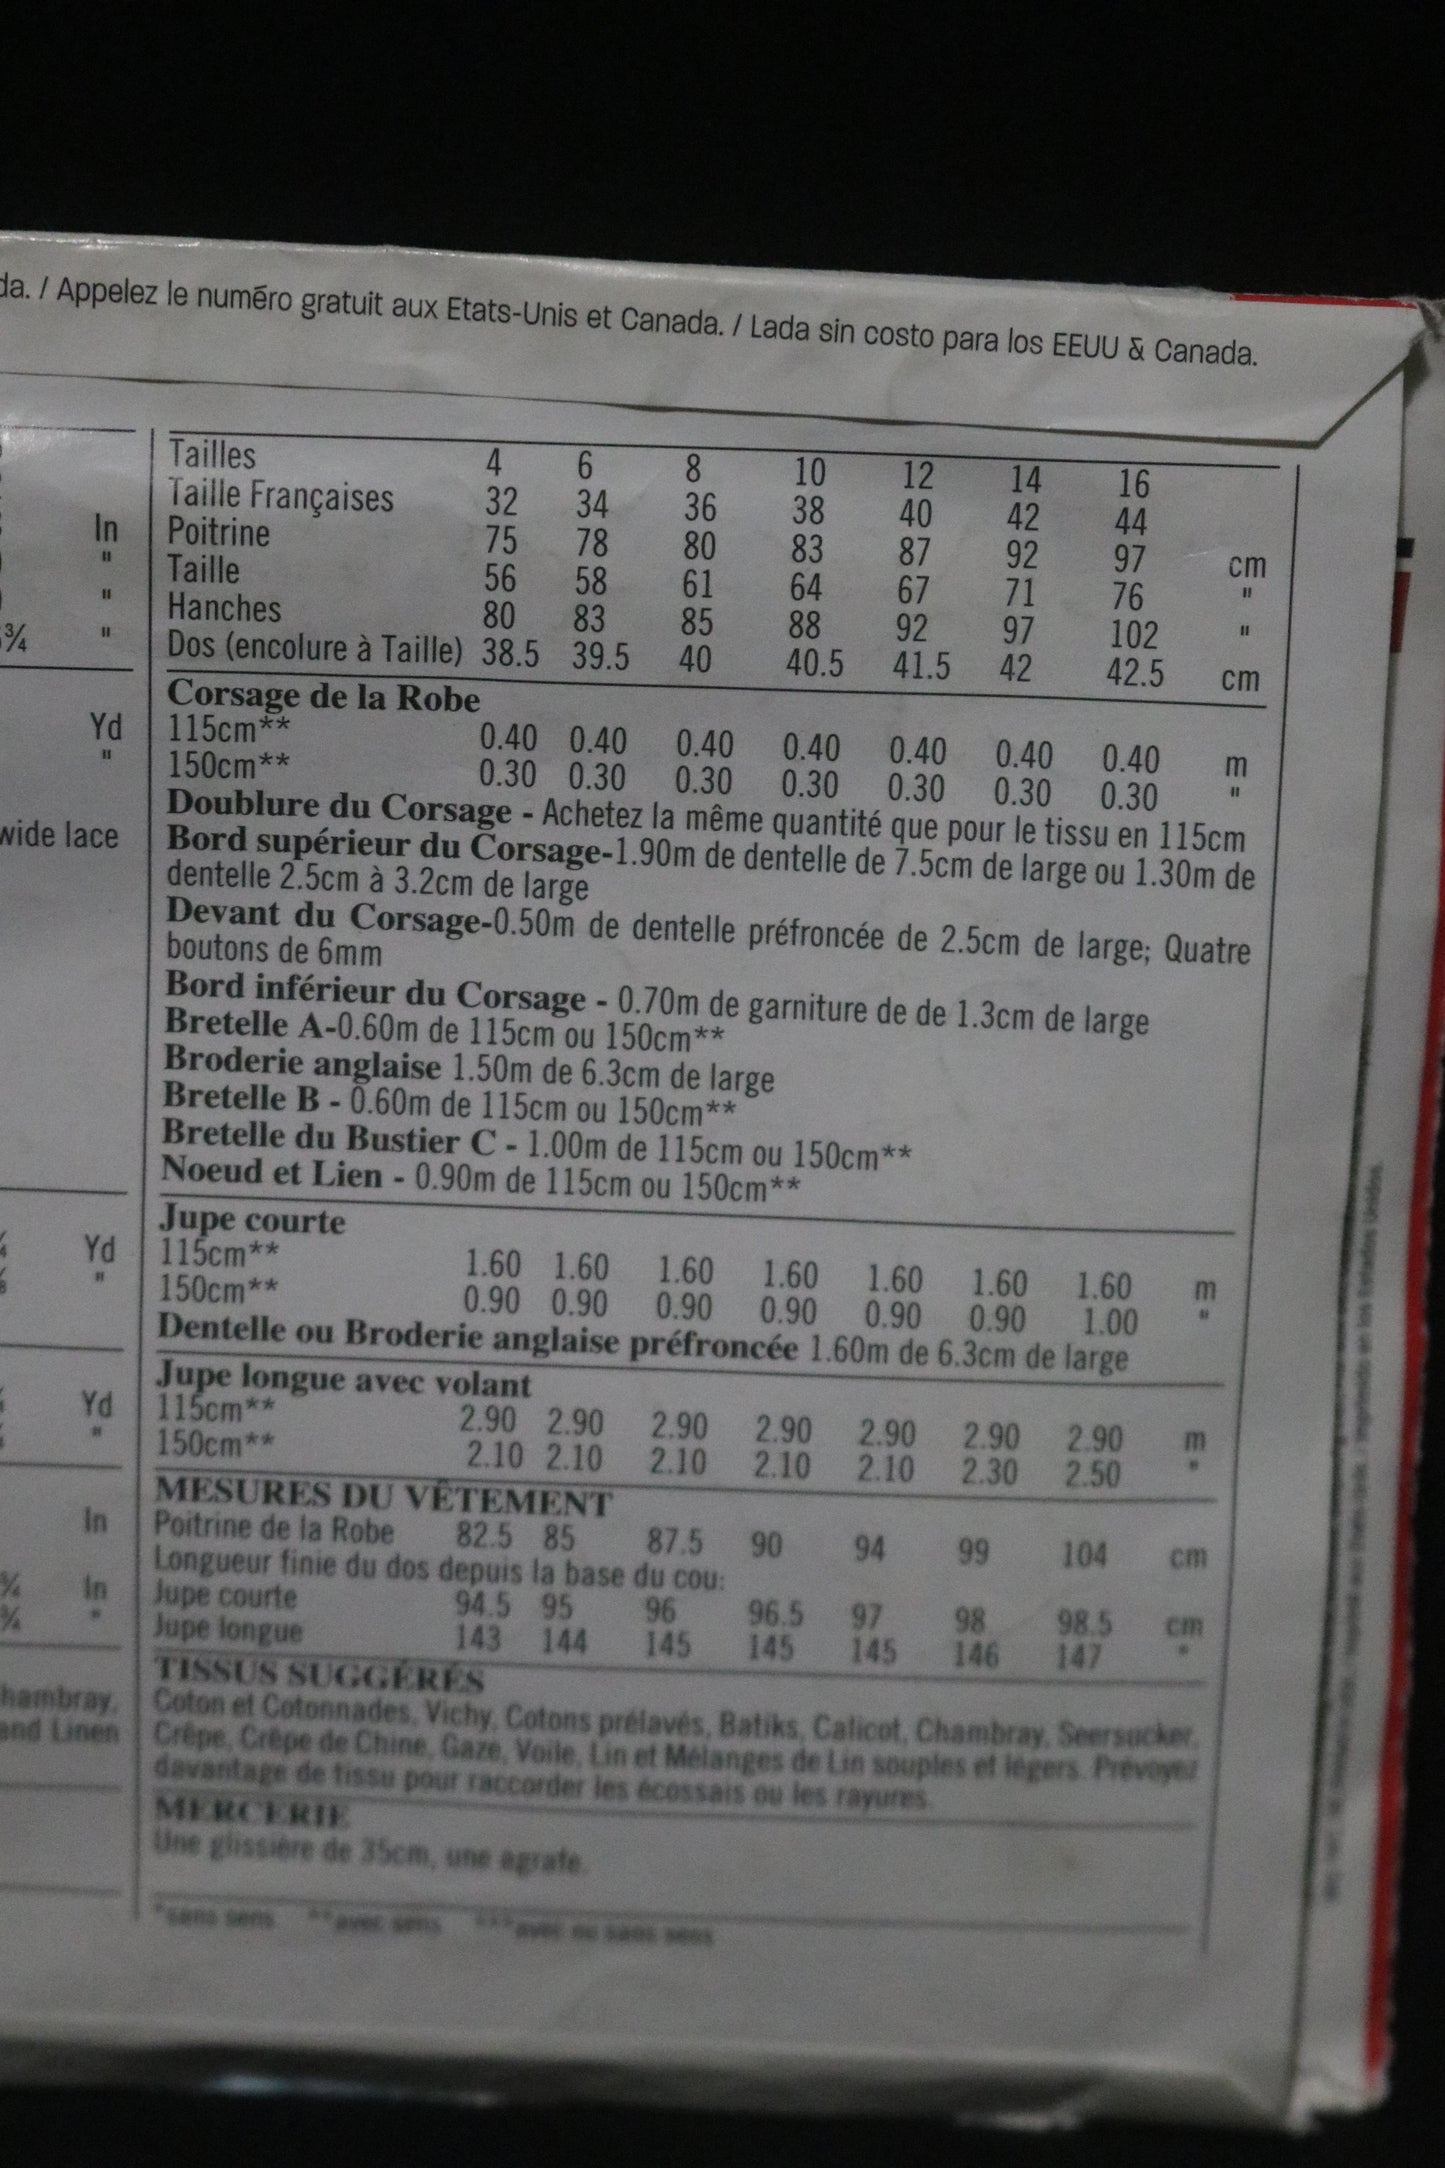 da. / Appelez le numéro gratuit aux Etats-Unis et Canada. / Lada sin costo para los EEUU & Canada.
Tailles 4 6 8 10 12 14 16
Taille Françaises 32 34 36 38 40 42 44
In Poitrine 75 78 80 83 87 92 97 cm
" Taille 56 58 61 64 67 71 76 "
" Hanches 80 83 85 88 92 97 102 "
¾ " Dos (encolure à Taille) 38.5 39.5 40 40.5 41.5 42 42.5 cm
Corsage de la Robe
Yd 115cm** 0.40 0.40 0.40 0.40 0.40 0.40 0.40 m
" 150cm** 0.30 0.30 0.30 0.30 0.30 0.30 0.30 "
Doublure du Corsage - Achetez la même quantité que pour le tissu en 115cm
wide lace Bord supérieur du Corsage-1.90m de dentelle de 7.5cm de large ou 1.30m de
dentelle 2.5cm à 3.2cm de large
Devant du Corsage-0.50m de dentelle préfroncée de 2.5cm de large; Quatre
boutons de 6mm
Bord inférieur du Corsage - 0.70m de garniture de de 1.3cm de large
Bretelle A-0.60m de 115cm ou 150cm**
Broderie anglaise 1.50m de 6.3cm de large
Bretelle B - 0.60m de 115cm ou 150cm**
Bretelle du Bustier C - 1.00m de 115cm ou 150cm**
Noeud et Lien - 0.90m de 115cm ou 150cm**
Jupe courte
Yd 115cm** 1.60 1.60 1.60 1.60 1.60 1.60 1.60 m
" 150cm** 0.90 0.90 0.90 0.90 0.90 0.90 1.00 "
Dentelle ou Broderie anglaise préfroncée 1.60m de 6.3cm de large
Jupe longue avec volant
Yd 115cm** 2.90 2.90 2.90 2.90 2.90 2.90 2.90 m
" 150cm** 2.10 2.10 2.10 2.10 2.10 2.30 2.50 "
MESURES DU VÊTEMENT
In Poitrine de la Robe 82.5 85 87.5 90 94 99 104 cm
Longueur finie du dos depuis la base du cou:
¾ In Jupe courte 94.5 95 96 96.5 97 98 98.5 cm
¾ " Jupe longue 143 144 145 145 145 146 147 "
TISSUS SUGGÉRÉS
hambray, Coton et Cotonnades, Vichy, Cotons prélavés, Batiks, Calicot, Chambray, Seersucker,
and Linen Crêpe, Crêpe de Chine, Gaze, Voile, Lin et Mélanges de Lin souples et légers. Prévoyez
davantage de tissu pour raccorder les écossais ou les rayures.
MERCERIE
Une glissière de 35cm, une agrafe.
*sans sens **avec sens ***avec ou sans sens